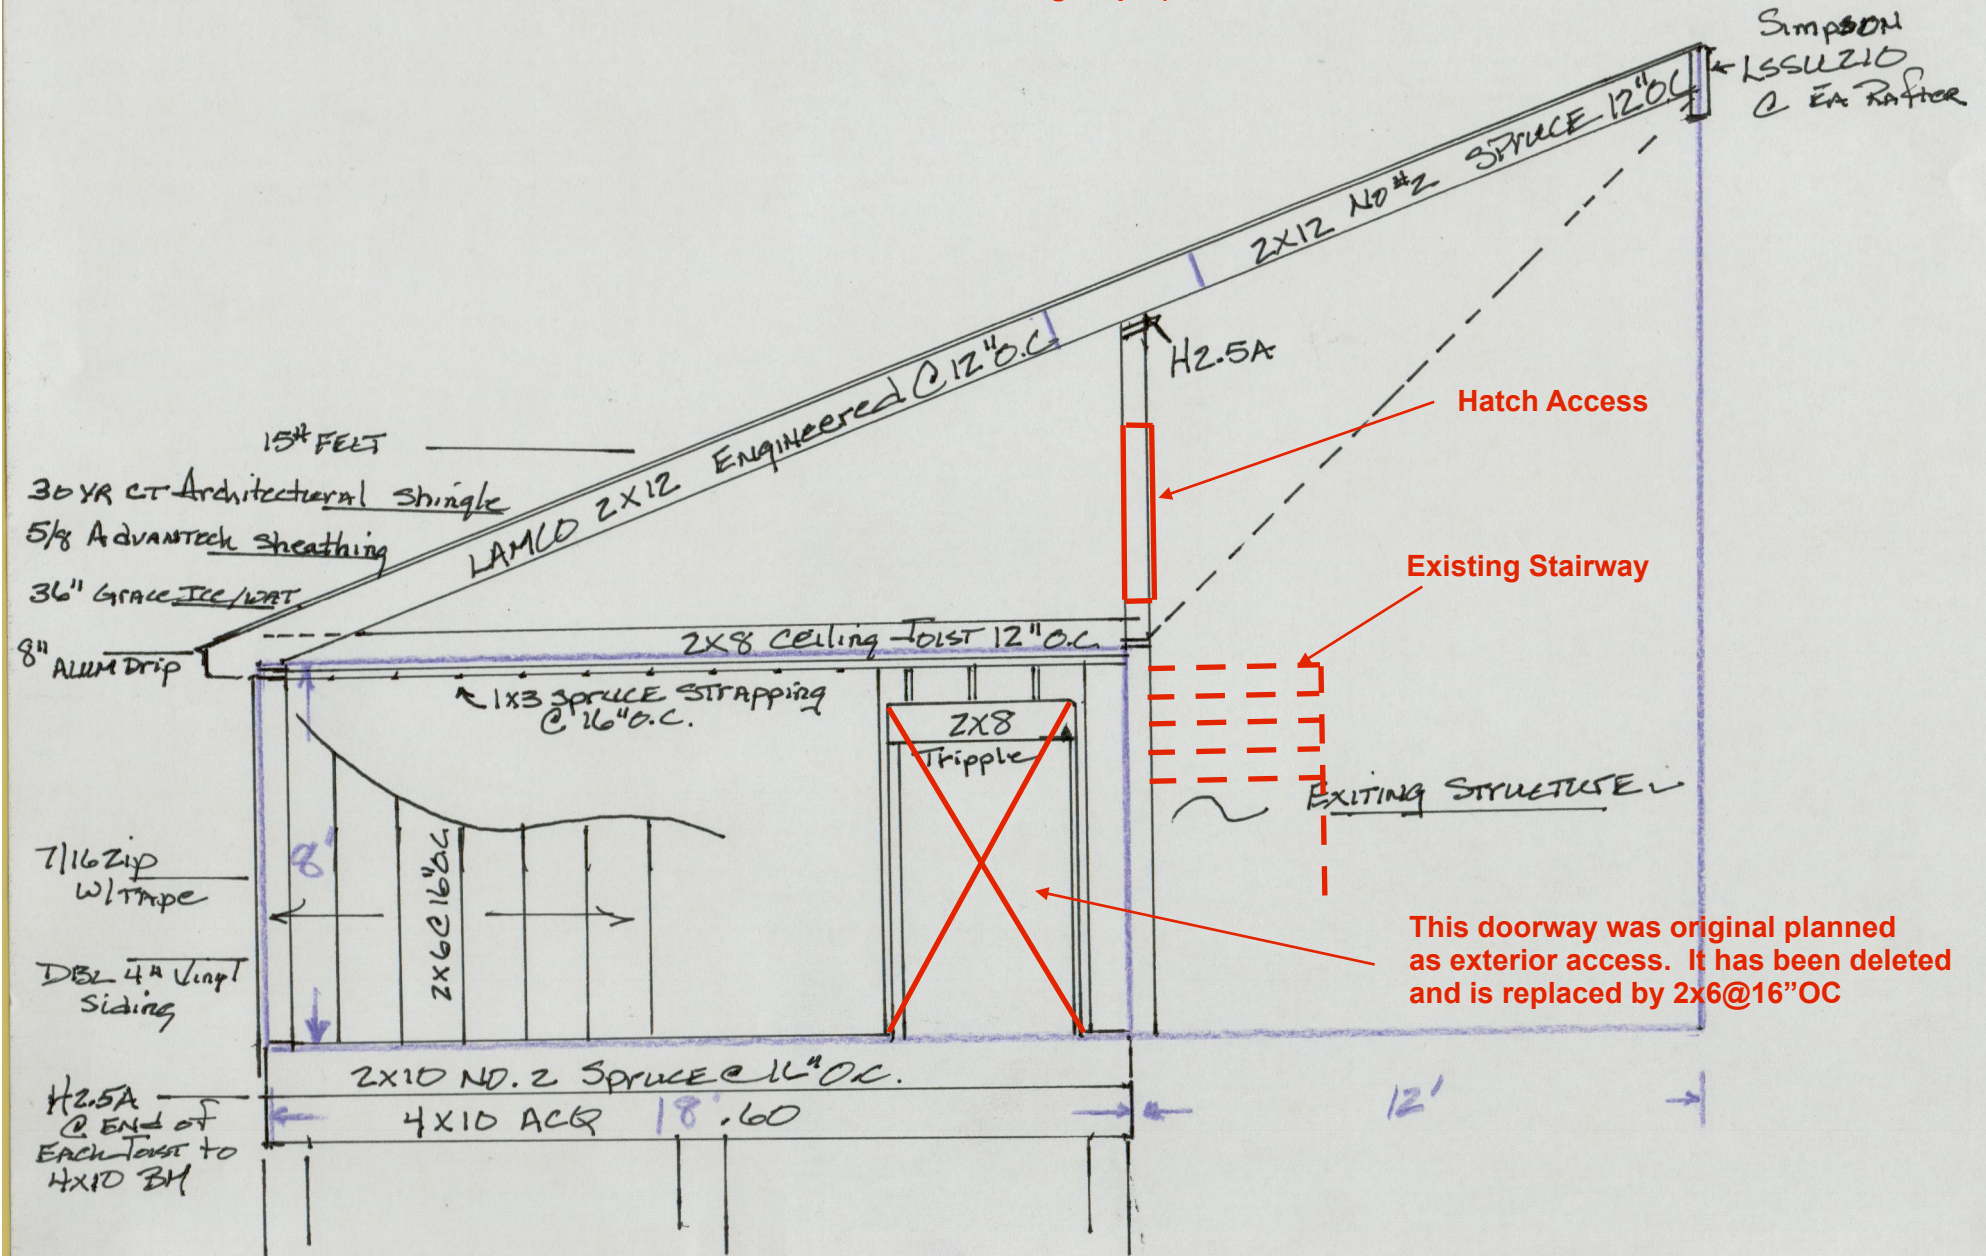 Simpson
LSSU210
@ EA Rafter
2X12 NO #2 SPRUCE 12"O.C
H2.5A
Hatch Access
LAMCO 2X12 Engineered @ 12"O.C
15# FELT
30 YR CT Architectural Shingle
5/8 Advantech Sheathing
36" Grace Ice/WAT
8" ALUM Drip
Existing Stairway
2X8 Ceiling Joist 12"O.C.
1X3 SPRUCE STrApping
@ 16"O.C.
2X8
Tripple
EXITING STRUCTURE
7/16 Zip
W/TApe
8'
2X6@16"O.C
DBL 4" Vinyl
Siding
This doorway was original planned
as exterior access. It has been deleted
and is replaced by 2x6@16”OC
2X10 NO. 2 Spruce @ 16" O.C.
4X10 ACQ
18' .60
12'
H2.5A
@ ENd of
EACH Joist to
4X10 BM